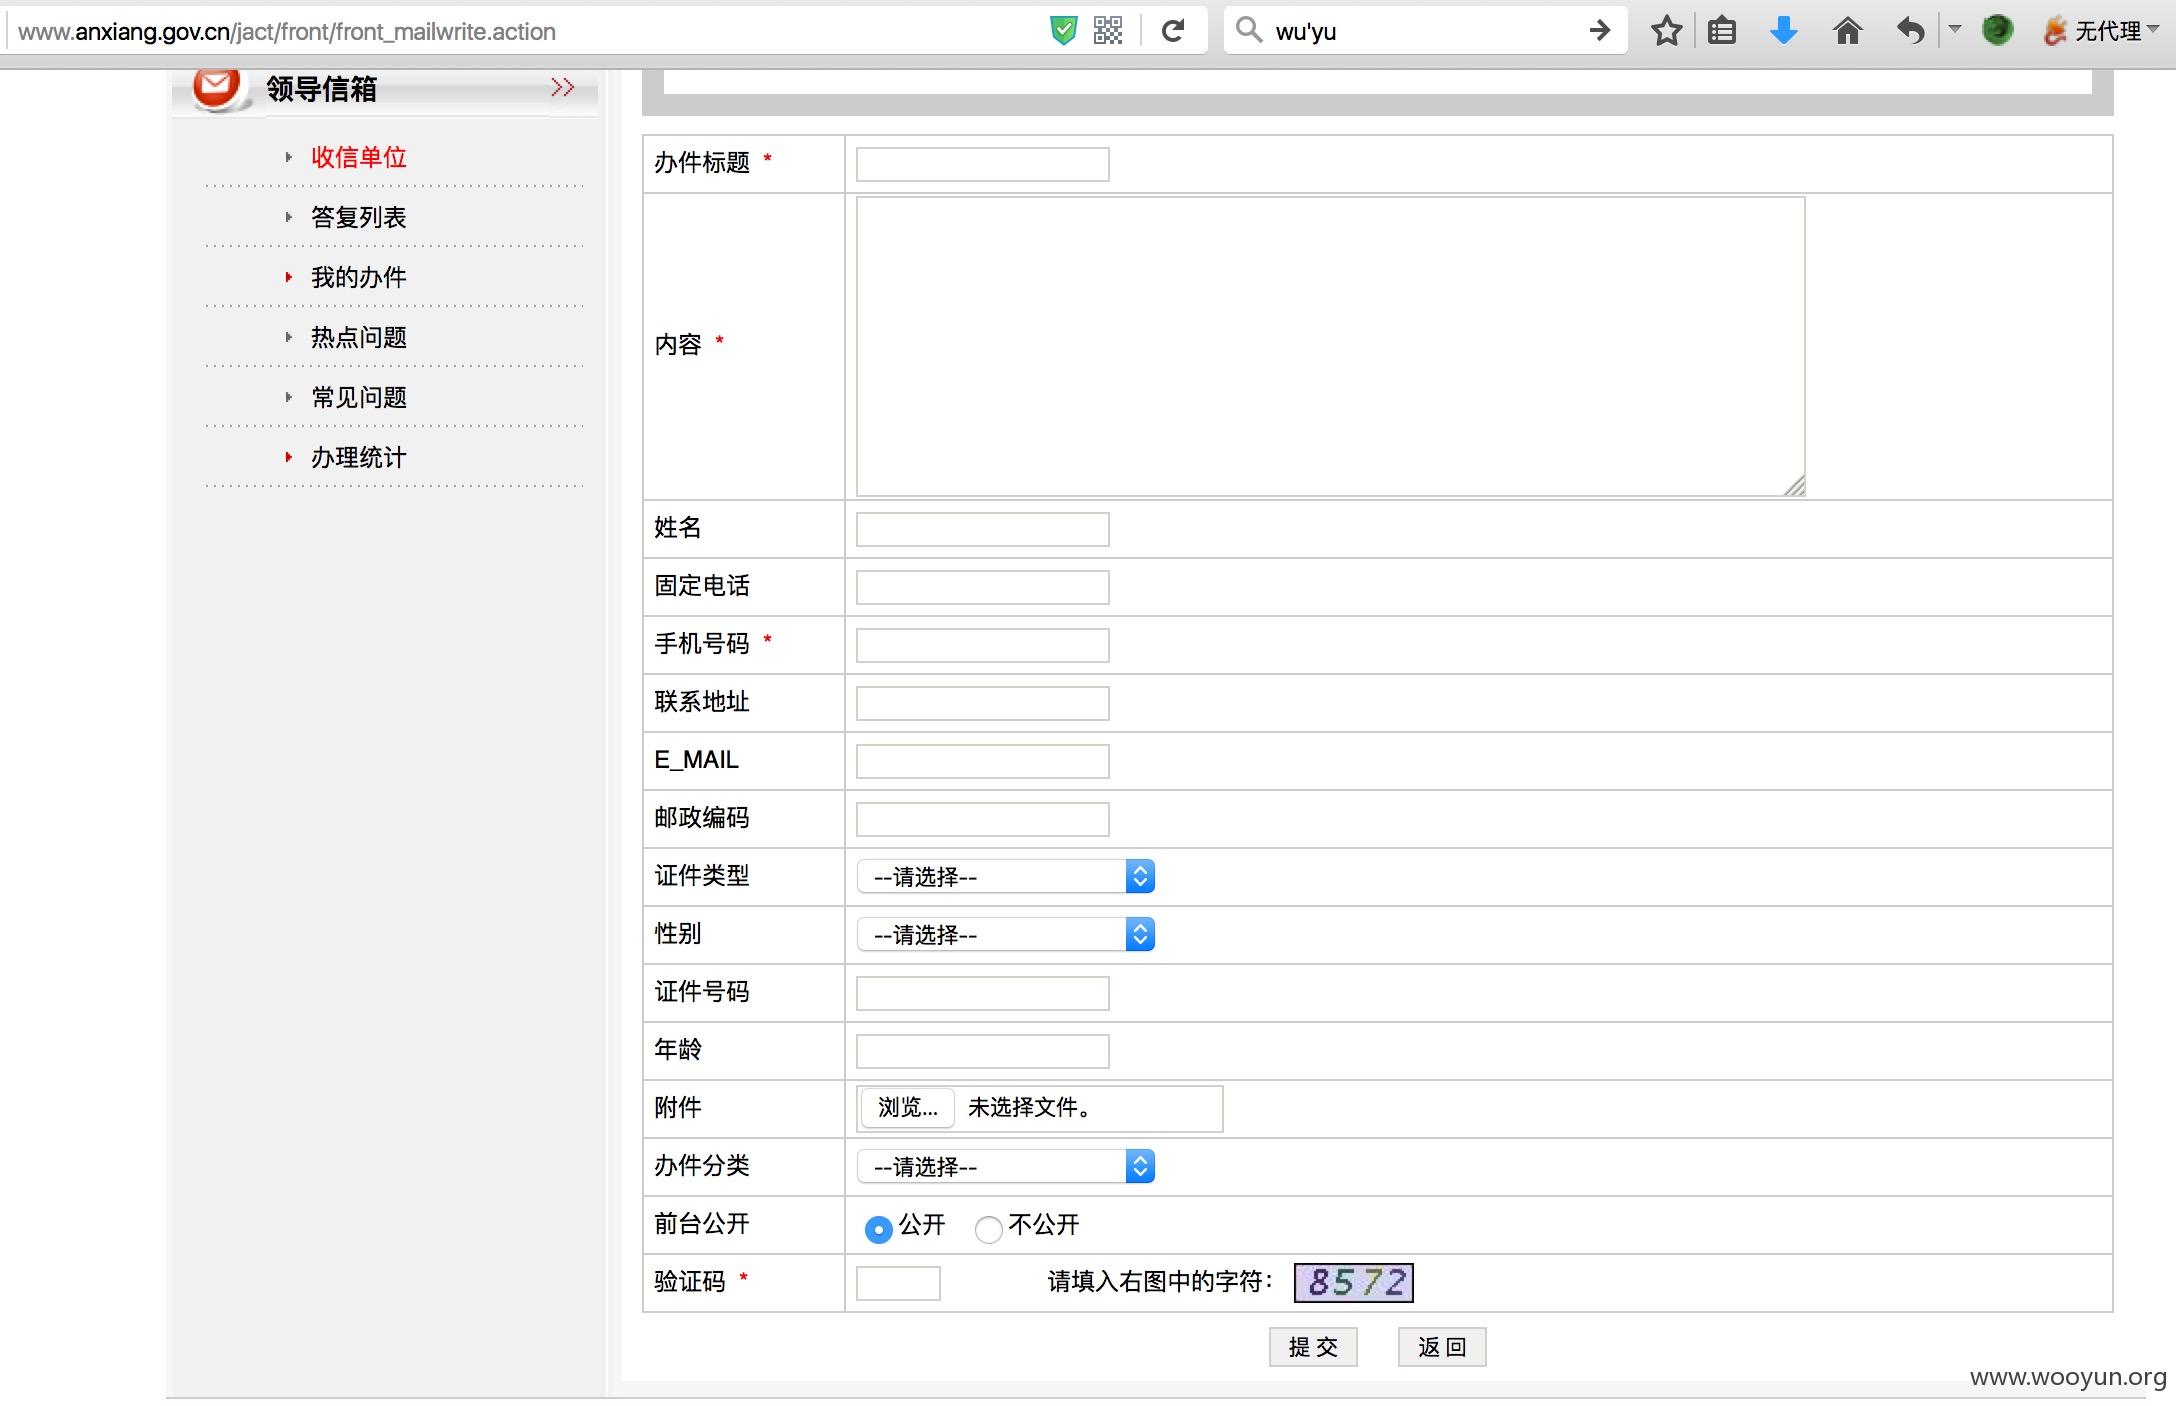 www.anxiang.gov.cn/jact/front/front_mailwrite.action
wu'yu
无代理
领导信箱
>>
收信单位
答复列表
我的办件
热点问题
常见问题
办理统计
办件标题 *
内容 *
姓名
固定电话
手机号码 *
联系地址
E_MAIL
邮政编码
证件类型 --请选择--
性别 --请选择--
证件号码
年龄
附件 浏览... 未选择文件。
办件分类 --请选择--
前台公开 公开 不公开
验证码 * 请填入右图中的字符： 8572
提交 返回
www.wooyun.org